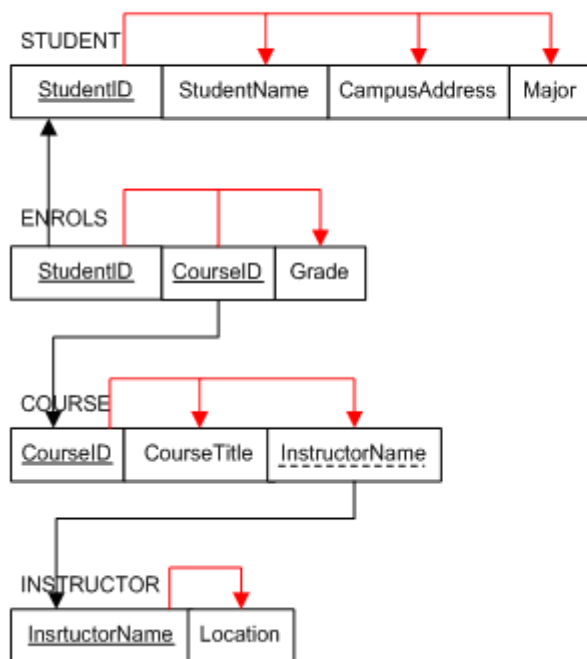 STUDENT
StudentID StudentName CampusAddress Major
ENROLS
StudentID CourseID Grade
COURSE
CourseID CourseTitle InstructorName
INSTRUCTOR
InsrtuctorName Location